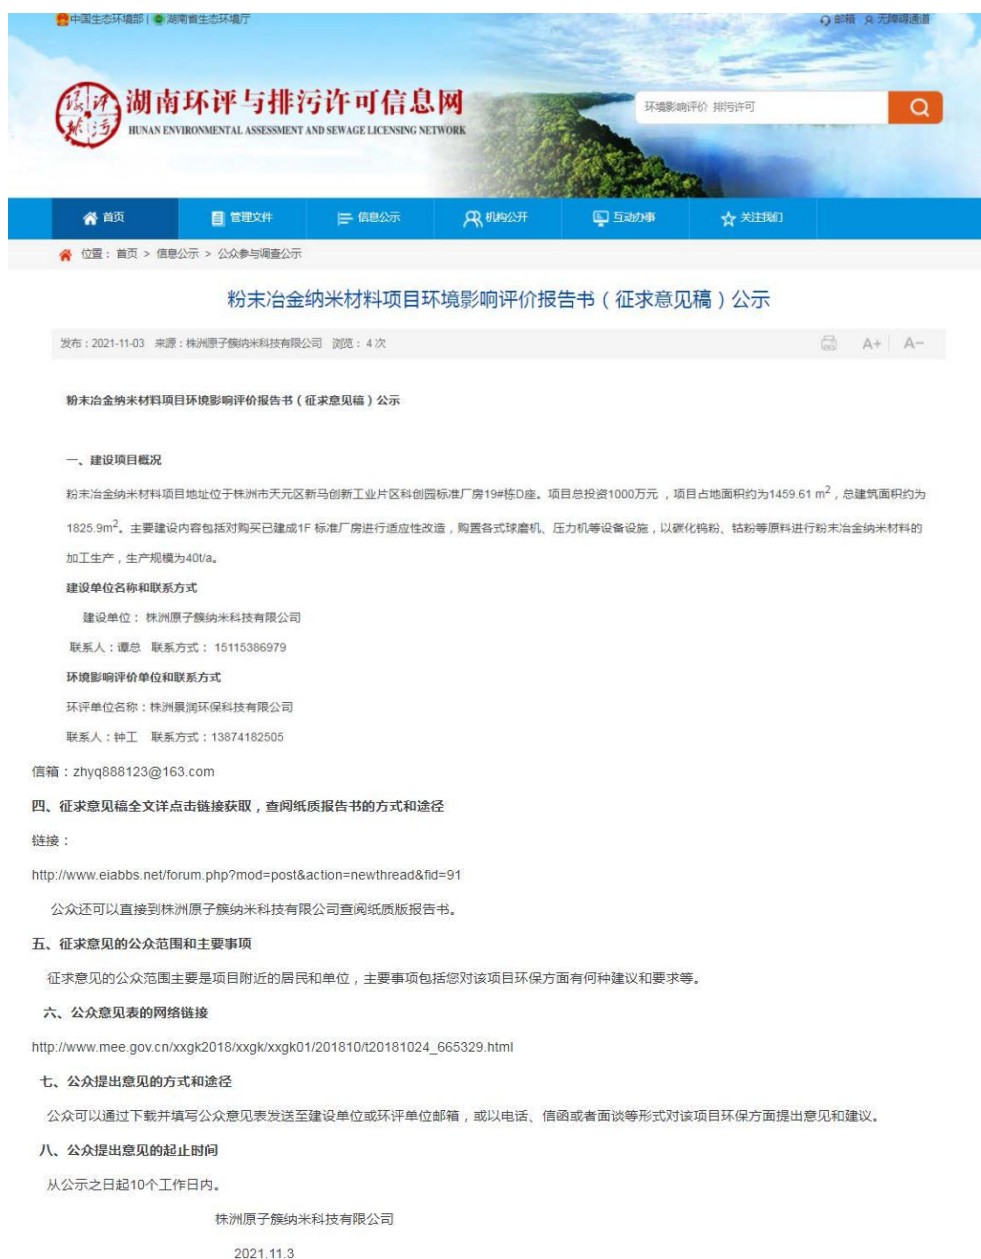 中国生态环境部 | 湖南省生态环境厅
邮箱 无障碍通道
环评
排污
湖南环评与排污许可信息网
HUNAN ENVIRONMENTAL ASSESSMENT AND SEWAGE LICENSING NETWORK
环境影响评价 排污许可
首页 管理文件 信息公示 机构公开 互动办事 关注我们
位置： 首页 > 信息公示 > 公众参与调查公示
粉末冶金纳米材料项目环境影响评价报告书（征求意见稿）公示
发布：2021-11-03 来源：株洲原子簇纳米科技有限公司 浏览： 4 次
A+ A-
粉末冶金纳米材料项目环境影响评价报告书（征求意见稿）公示
一、建设项目概况
粉末冶金纳米材料项目地址位于株洲市天元区新马创新工业片区科创园标准厂房19#栋D座。项目总投资1000万元，项目占地面积约为1459.61 m²，总建筑面积约为
1825.9m²。主要建设内容包括对购买已建成1F 标准厂房进行适应性改造，购置各式球磨机、压力机等设备设施，以碳化钨粉、钴粉等原料进行粉末冶金纳米材料的
加工生产，生产规模为40t/a。
建设单位名称和联系方式
建设单位： 株洲原子簇纳米科技有限公司
联系人：谭总 联系方式： 15115386979
环境影响评价单位和联系方式
环评单位名称：株洲景润环保科技有限公司
联系人：钟工 联系方式：13874182505
信箱：zhyq888123@163.com
四、征求意见稿全文详点击链接获取，查阅纸质报告书的方式和途径
链接：
http://www.eiabbs.net/forum.php?mod=post&action=newthread&fid=91
公众还可以直接到株洲原子簇纳米科技有限公司查阅纸质版报告书。
五、征求意见的公众范围和主要事项
征求意见的公众范围主要是项目附近的居民和单位，主要事项包括您对该项目环保方面有何种建议和要求等。
六、公众意见表的网络链接
http://www.mee.gov.cn/xxgk2018/xxgk/xxgk01/201810/t20181024_665329.html
七、公众提出意见的方式和途径
公众可以通过下载并填写公众意见表发送至建设单位或环评单位邮箱，或以电话、信函或者面谈等形式对该项目环保方面提出意见和建议。
八、公众提出意见的起止时间
从公示之日起10个工作日内。
株洲原子簇纳米科技有限公司
2021.11.3